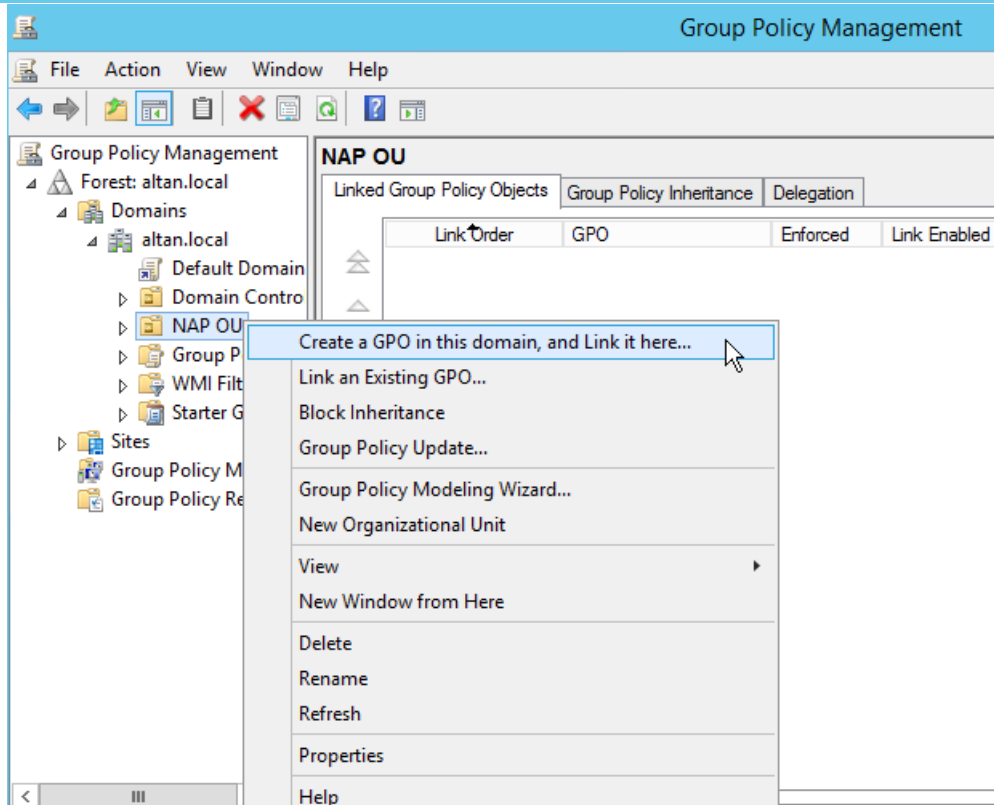 Group Policy Management
File Action View Window Help
Group Policy Management
Forest: altan.local
Domains
altan.local
Default Domain
Domain Contro
NAP OU
Group P
WMI Filt
Starter G
Sites
Group Policy M
Group Policy Re
NAP OU
Linked Group Policy Objects Group Policy Inheritance Delegation
Link Order GPO Enforced Link Enabled
Create a GPO in this domain, and Link it here...
Link an Existing GPO...
Block Inheritance
Group Policy Update...
Group Policy Modeling Wizard...
New Organizational Unit
View
New Window from Here
Delete
Rename
Refresh
Properties
Help